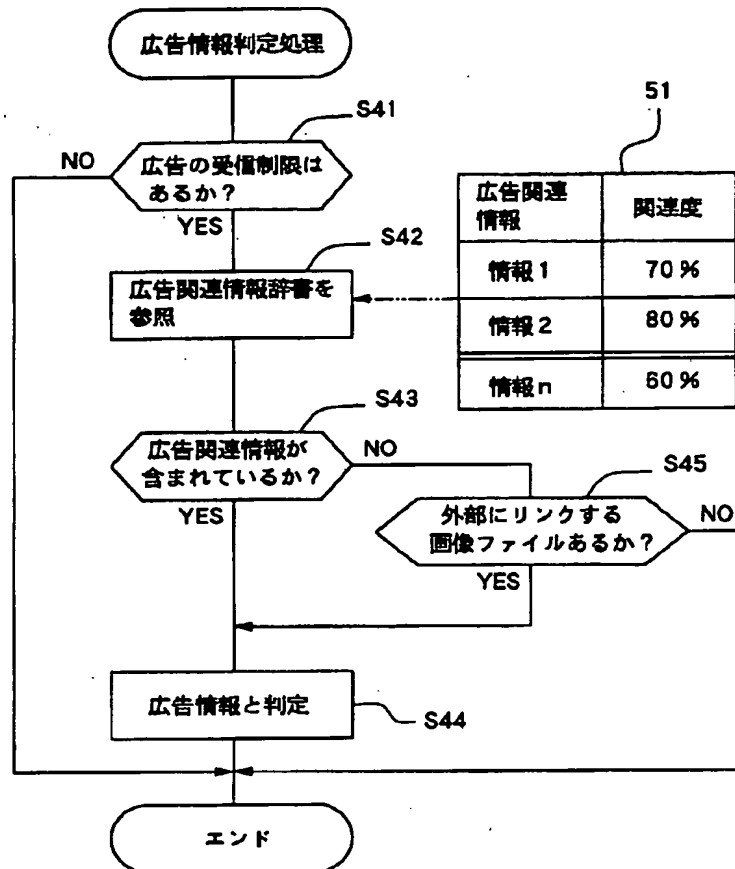 広告情報判定処理
S41
NO
広告の受信制限は
あるか？
YES
51
広告関連
情報
関連度
情報1
70%
情報2
80%
情報n
60%
S42
広告関連情報辞書を
参照
S43
広告関連情報が
含まれているか？
NO
YES
S45
外部にリンクする
画像ファイルあるか？
NO
YES
広告情報と判定
S44
エンド